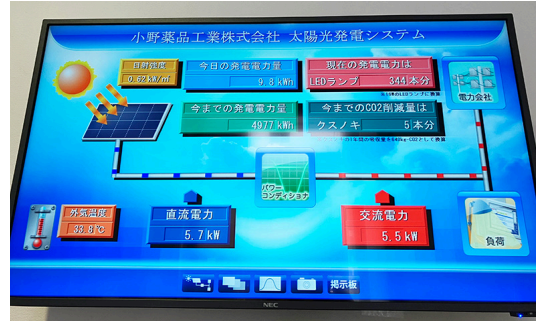 小野薬品工業株式会社 太陽光発電システム
日射強度
0.62 kW/㎡
今日の発電電力量
9.8 kWh
現在の発電電力は
LEDランプ 344 本分
電力会社
今までの発電電力量
4977 kWh
今までのCO2削減量は
クスノキ 5 本分
パワー
コンディショナ
外気温度
33.8 ℃
直流電力
5.7 kW
交流電力
5.5 kW
負荷
掲示板
NEC